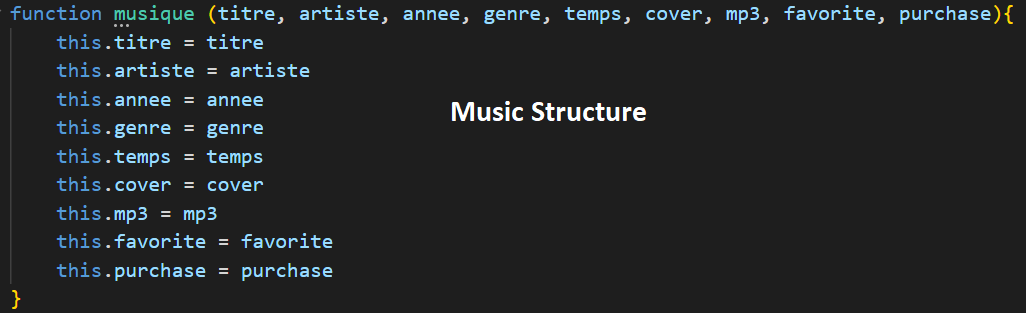 function musique (titre, artiste, annee, genre, temps, cover, mp3, favorite, purchase){
this.titre = titre
this.artiste = artiste
this.annee = annee
Music Structure
this.genre = genre
this.temps = temps
this.cover = cover
this.mp3 = mp3
this.favorite = favorite
this.purchase = purchase
}